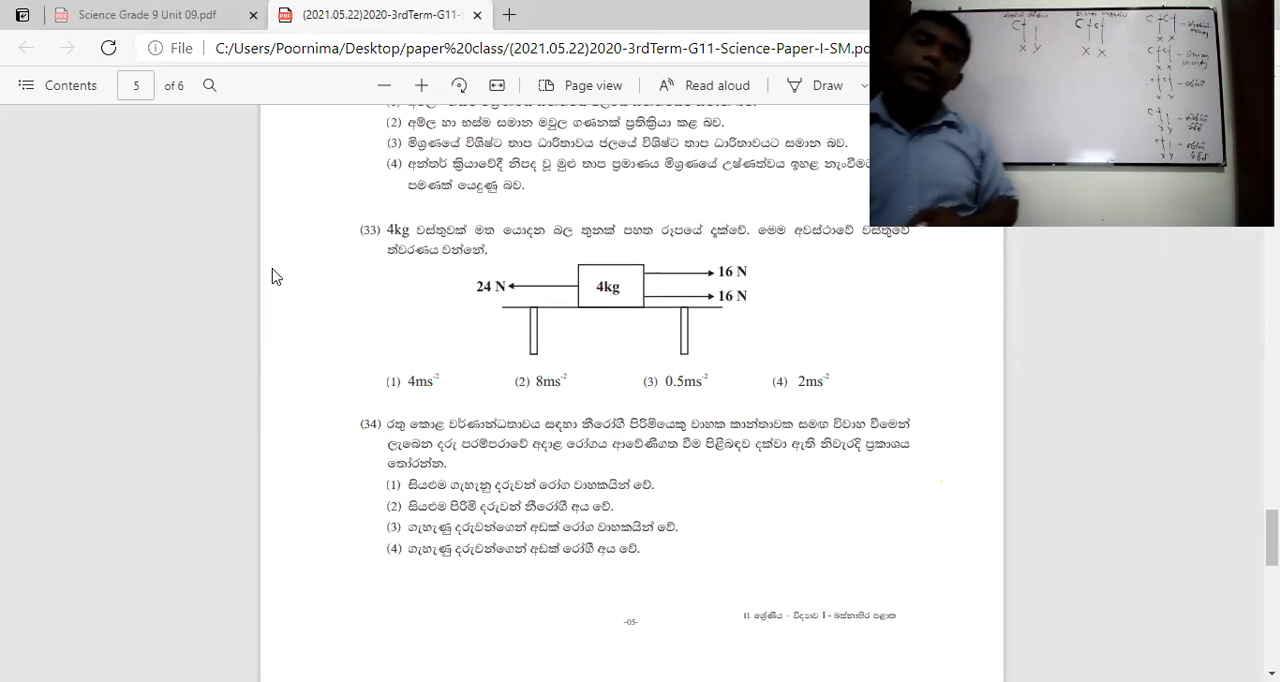 Science Grade 9 Unit 09.pdf
(2021.05.22)2020-3rdTerm-G11-S
File
C:/Users/Poornima/Desktop/paper%20class/(2021.05.22)2020-3rdTerm-G11-Science-Paper-I-SM.pd
Contents
5 of 6
Page view
Read aloud
Draw
(2) අම්ල හා භස්ම සමාන මවුල ගණනක් ප්‍රතික්‍රියා කළ බව.
(3) මිශ්‍රණයේ විශිෂ්ට තාප ධාරිතාවය ජලයේ විශිෂ්ට තාප ධාරිතාවයට සමාන බව.
(4) අන්තර් ක්‍රියාවේදී නිපද වූ මුළු තාප ප්‍රමාණය මිශ්‍රණයේ උෂ්ණත්වය ඉහළ නැංවීමට
පමණක් යෙදුණු බව.
(33) 4kg වස්තුවක් මත යොදන බල තුනක් පහත රූපයේ දැක්වේ. මෙම අවස්ථාවේ වස්තුවේ
ත්වරණය වන්නේ,
16 N
24 N
4kg
16 N
(1) 4ms⁻² (2) 8ms⁻² (3) 0.5ms⁻² (4) 2ms⁻²
(34) රතු කොළ වර්ණාන්ධතාවය සඳහා නීරෝගී පිරිමියෙකු වාහක කාන්තාවක සමඟ විවාහ වීමෙන්
ලැබෙන දරු පරම්පරාවේ අදාළ රෝගය ආවේණිගත වීම පිළිබඳව දක්වා ඇති නිවැරදි ප්‍රකාශය
තෝරන්න.
(1) සියළුම ගැහැනු දරුවන් රෝග වාහකයින් වේ.
(2) සියළුම පිරිමි දරුවන් නීරෝගී අය වේ.
(3) ගැහැණු දරුවන්ගෙන් අඩක් රෝග වාහකයින් වේ.
(4) ගැහැණු දරුවන්ගෙන් අඩක් රෝගී අය වේ.
-05-
11 ශ්‍රේණිය - විද්‍යාව I - බස්නාහිර පළාත